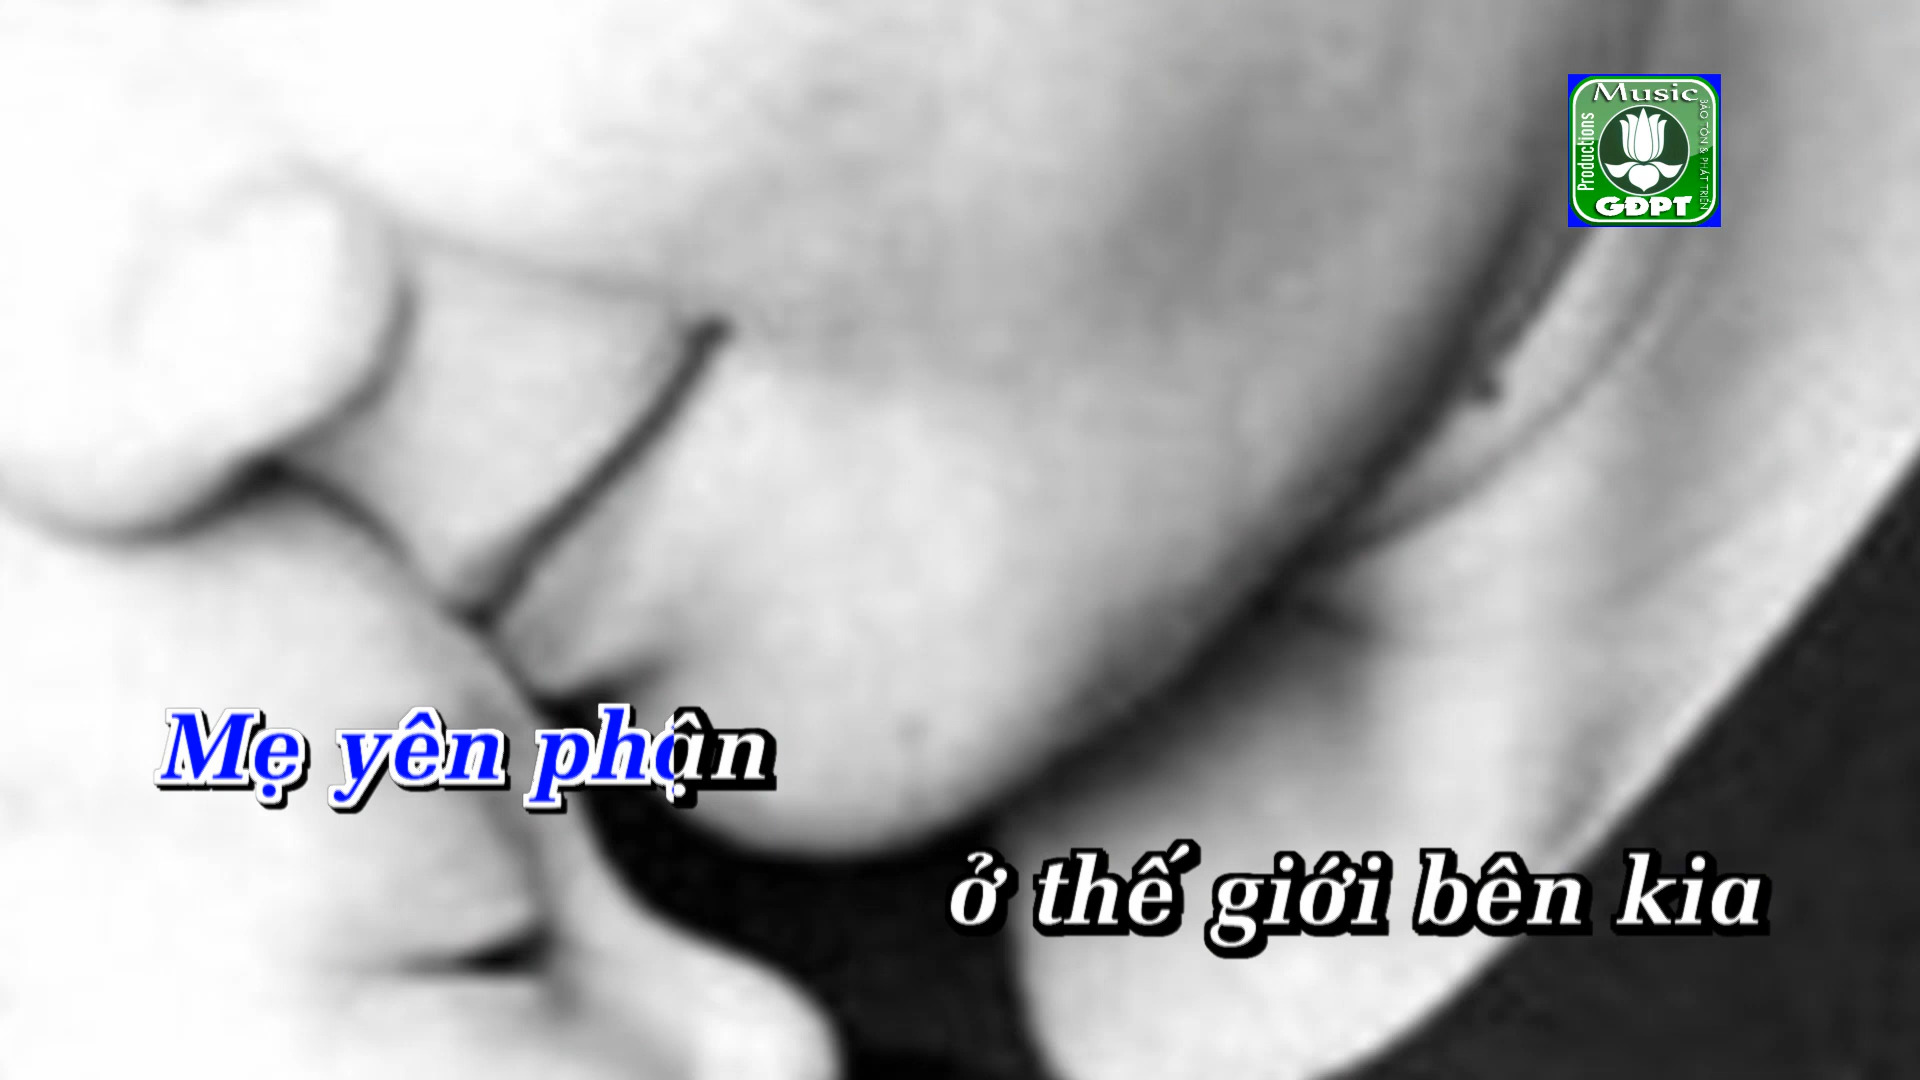 Music
Productions
BẢO TỒN & PHÁT TRIỂN
GĐPT
Mẹ yên phận
ở thế giới bên kia